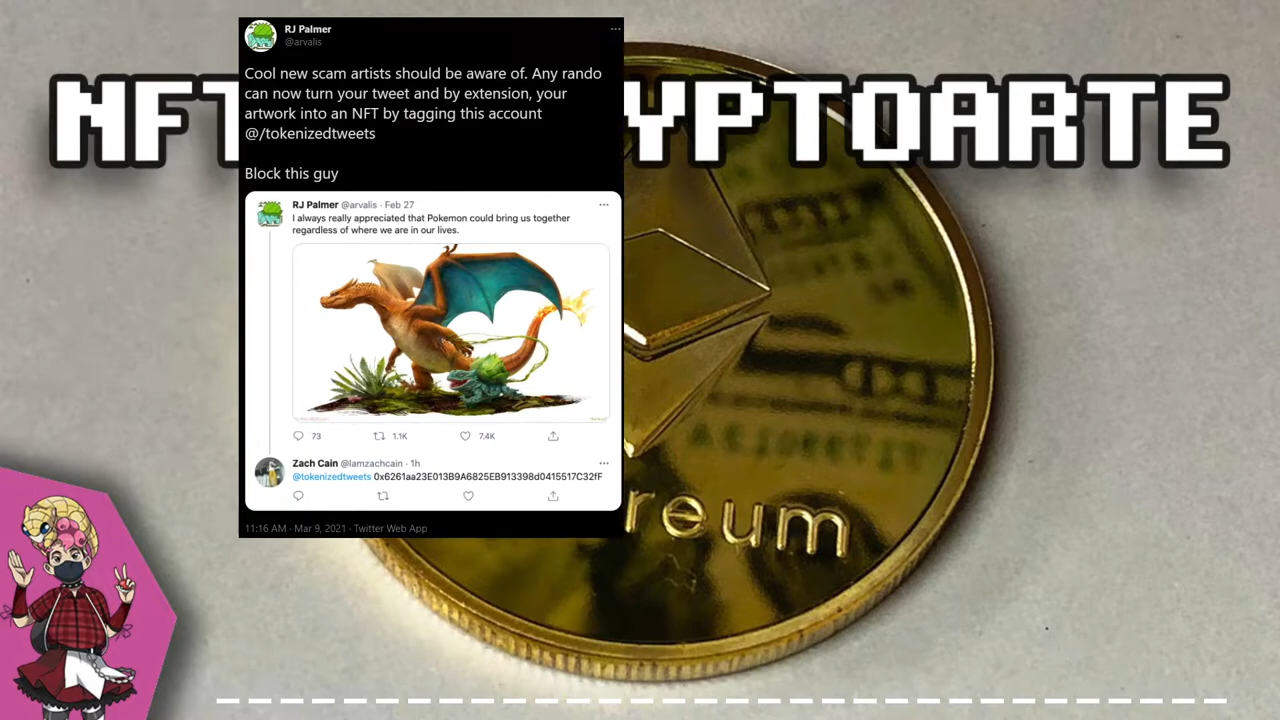 NFT
YPTOARTE
RJ Palmer
@arvalis
Cool new scam artists should be aware of. Any rando
can now turn your tweet and by extension, your
artwork into an NFT by tagging this account
@/tokenizedtweets
Block this guy
RJ Palmer @arvalis · Feb 27
I always really appreciated that Pokemon could bring us together
regardless of where we are in our lives.
73 1.1K 7.4K
Zach Cain @Iamzachcain · 1h
@tokenizedtweets 0x6261aa23E013B9A6825EB913398d0415517C32fF
11:16 AM · Mar 9, 2021 · Twitter Web App
reum